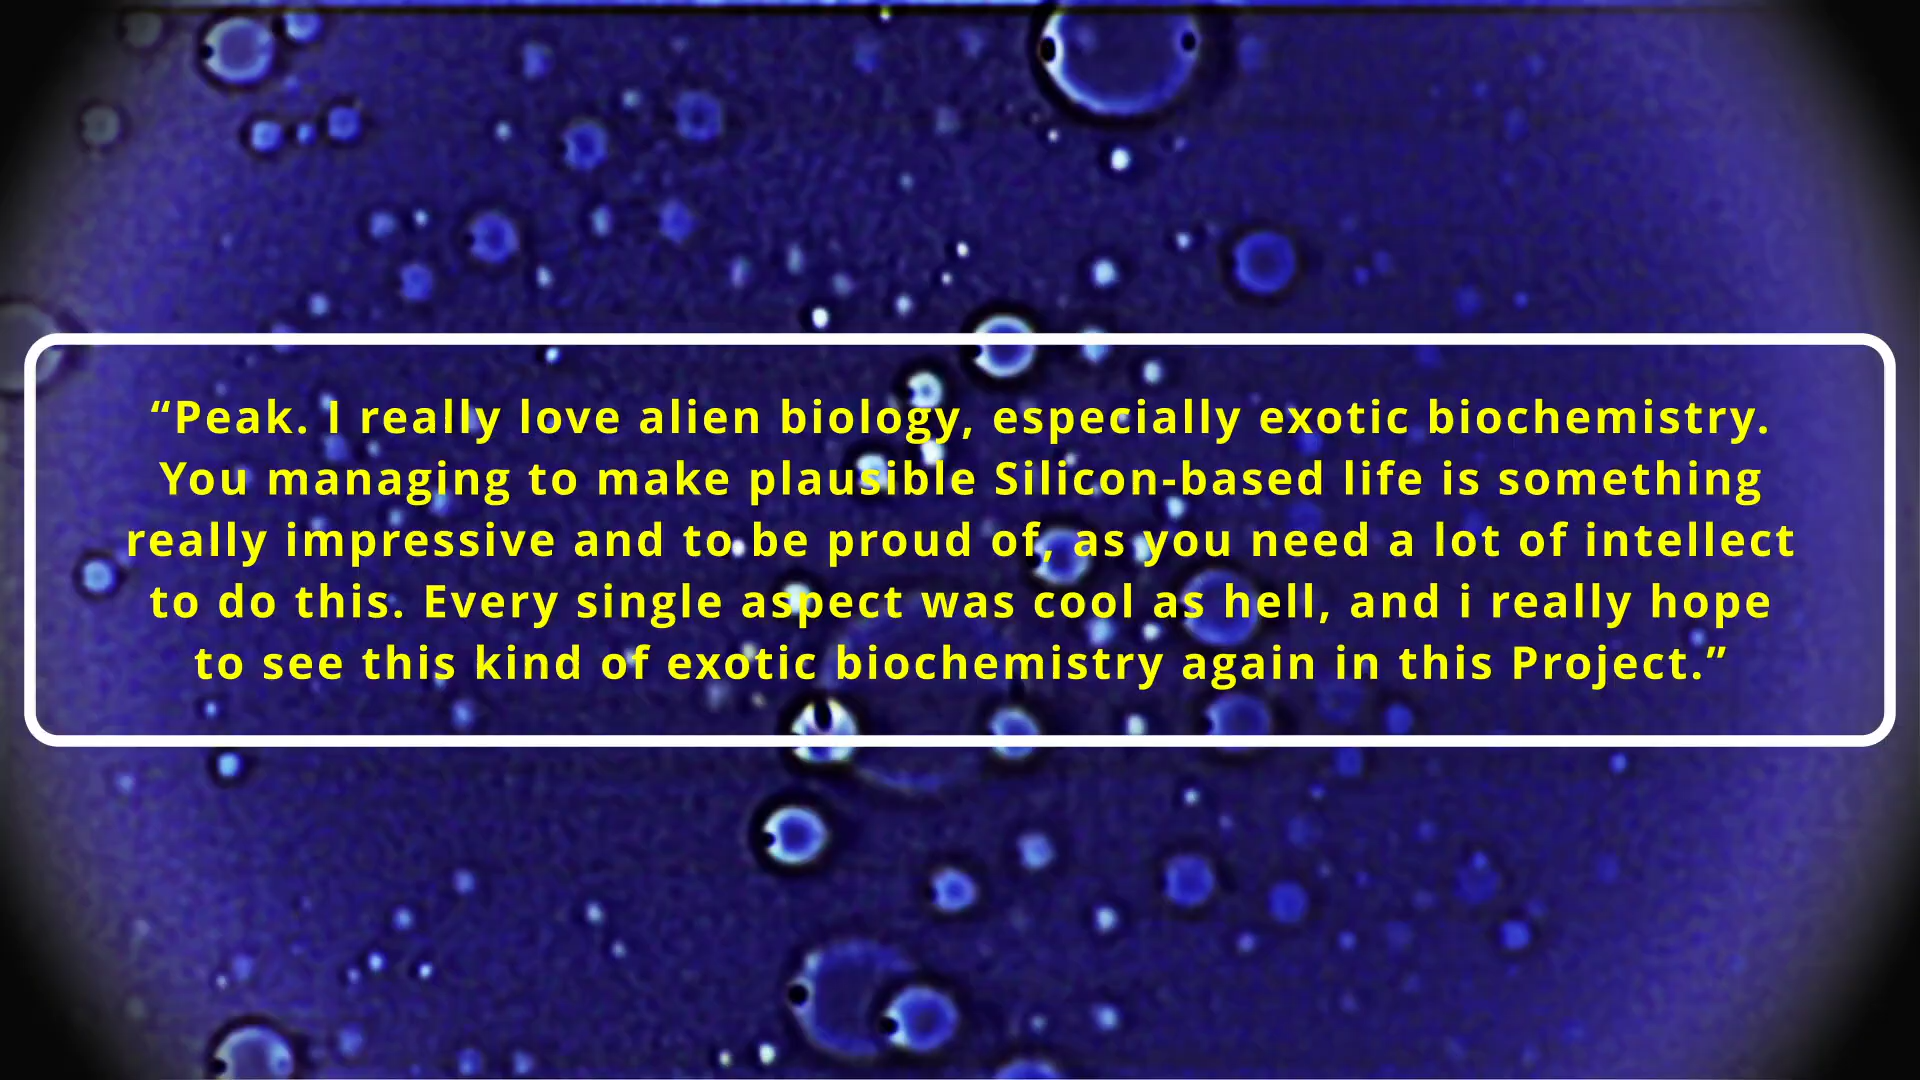 “Peak. I really love alien biology, especially exotic biochemistry.
You managing to make plausible Silicon-based life is something
really impressive and to be proud of, as you need a lot of intellect
to do this. Every single aspect was cool as hell, and i really hope
to see this kind of exotic biochemistry again in this Project.”